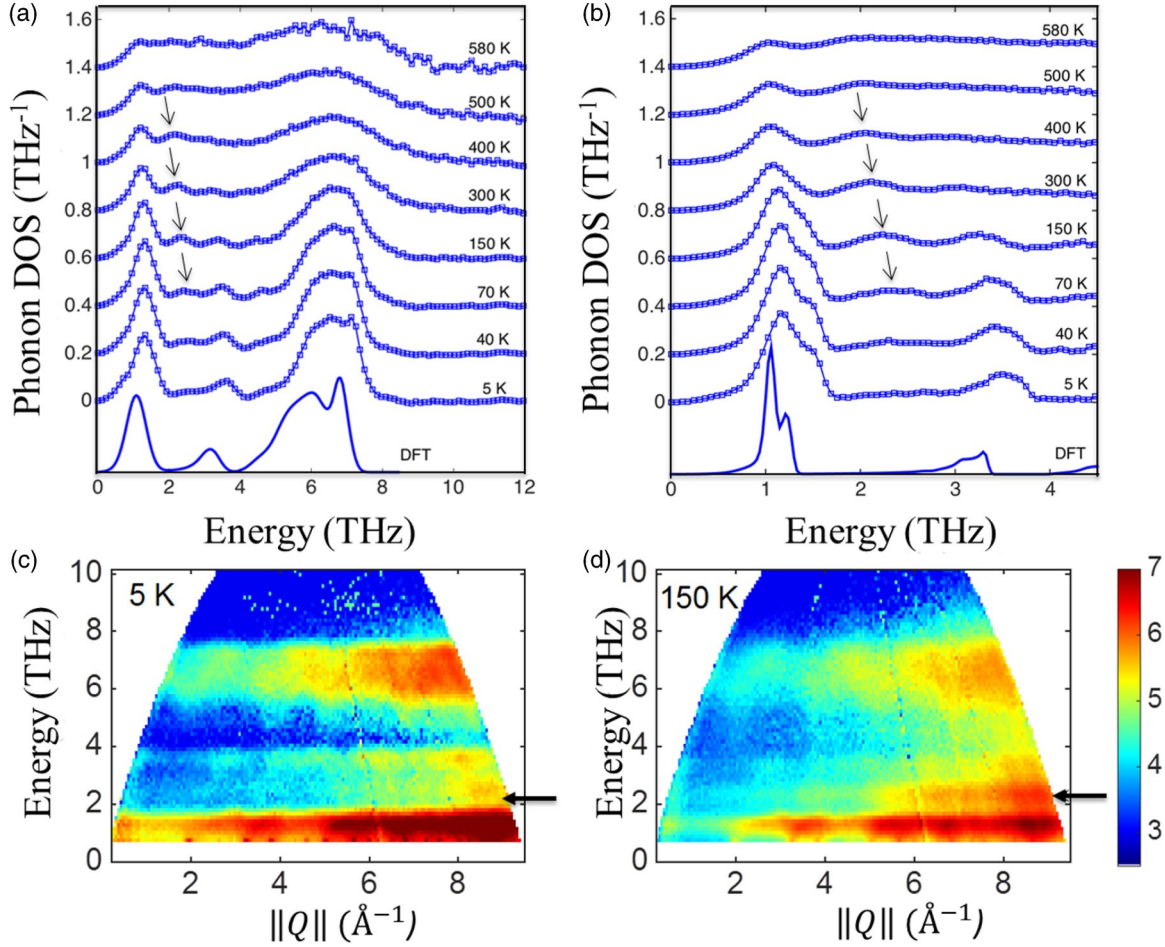 (a)
1.6
1.4
1.2
1
0.8
0.6
0.4
0.2
0
Phonon DOS (THz⁻¹)
580 K
500 K
400 K
300 K
150 K
70 K
40 K
5 K
DFT
0 2 4 6 8 10 12
Energy (THz)
(b)
1.6
1.4
1.2
1
0.8
0.6
0.4
0.2
0
Phonon DOS (THz⁻¹)
580 K
500 K
400 K
300 K
150 K
70 K
40 K
5 K
DFT
0 1 2 3 4
Energy (THz)
(c)
5 K
10
8
6
4
2
0
Energy (THz)
2 4 6 8
‖Q‖ (Å⁻¹)
(d)
150 K
10
8
6
4
2
0
Energy (THz)
2 4 6 8
‖Q‖ (Å⁻¹)
7
6
5
4
3